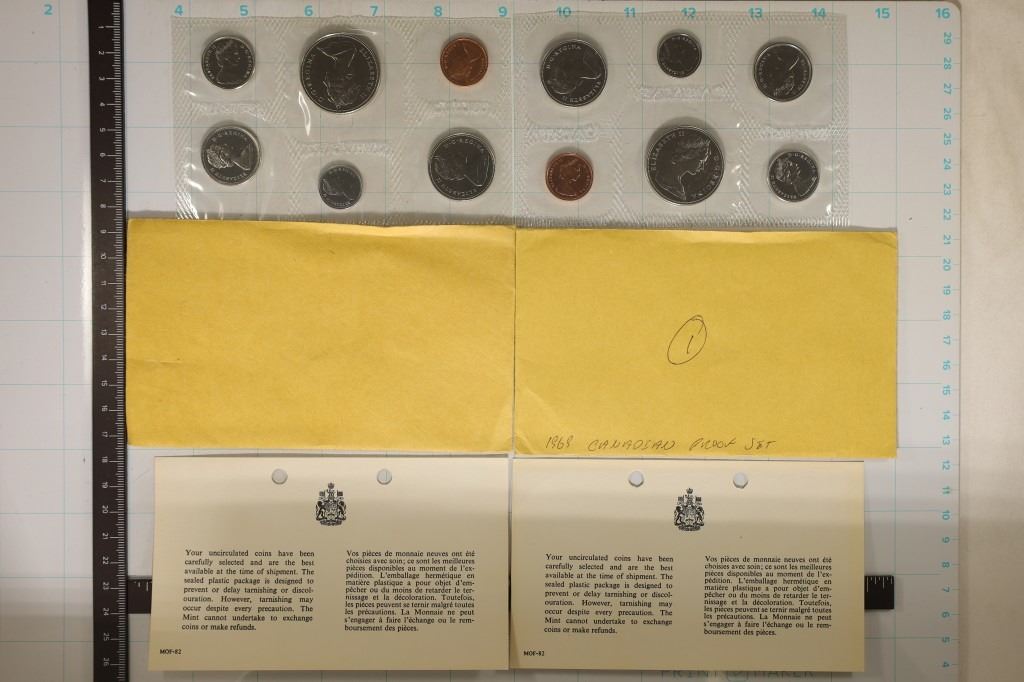 1969 CANADIAN PROOF SET
1
Your uncirculated coins have been
carefully selected and are the best
available at the time of shipment. The
sealed plastic package is designed to
prevent or delay tarnishing or discol-
ouration. However, tarnishing may
occur despite every precaution. The
Mint cannot undertake to exchange
coins or make refunds.
Vos pièces de monnaie neuves ont été
choisies avec soin; ce sont les meilleures
pièces disponibles au moment de l'ex-
pédition. L'emballage hermétique en
matière plastique a pour objet d'em-
pêcher ou du moins de retarder le ter-
nissage et la décoloration. Toutefois,
les pièces peuvent se ternir malgré toutes
les précautions. La Monnaie ne peut
s'engager à faire l'échange ou le rem-
boursement des pièces.
MOF-82
Your uncirculated coins have been
carefully selected and are the best
available at the time of shipment. The
sealed plastic package is designed to
prevent or delay tarnishing or discol-
ouration. However, tarnishing may
occur despite every precaution. The
Mint cannot undertake to exchange
coins or make refunds.
Vos pièces de monnaie neuves ont été
choisies avec soin; ce sont les meilleures
pièces disponibles au moment de l'ex-
pédition. L'emballage hermétique en
matière plastique a pour objet d'em-
pêcher ou du moins de retarder le ter-
nissage et la décoloration. Toutefois,
les pièces peuvent se ternir malgré toutes
les précautions. La Monnaie ne peut
s'engager à faire l'échange ou le rem-
boursement des pièces.
MOF-82